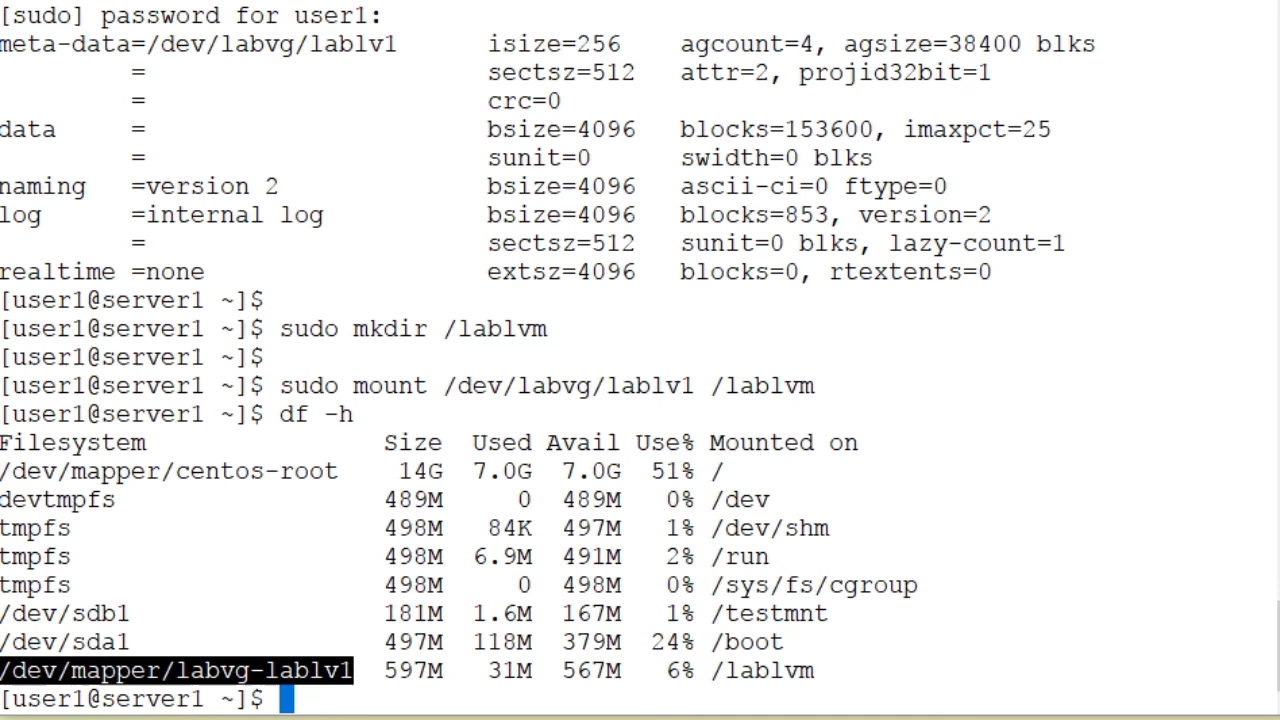 [sudo] password for user1:
meta-data=/dev/labvg/lablv1      isize=256    agcount=4, agsize=38400 blks
         =                       sectsz=512   attr=2, projid32bit=1
         =                       crc=0
data     =                       bsize=4096   blocks=153600, imaxpct=25
         =                       sunit=0      swidth=0 blks
naming   =version 2              bsize=4096   ascii-ci=0 ftype=0
log      =internal log           bsize=4096   blocks=853, version=2
         =                       sectsz=512   sunit=0 blks, lazy-count=1
realtime =none                   extsz=4096   blocks=0, rtextents=0
[user1@server1 ~]$
[user1@server1 ~]$ sudo mkdir /lablvm
[user1@server1 ~]$
[user1@server1 ~]$ sudo mount /dev/labvg/lablv1 /lablvm
[user1@server1 ~]$ df -h
Filesystem                Size  Used Avail Use% Mounted on
/dev/mapper/centos-root    14G  7.0G  7.0G  51% /
devtmpfs                  489M     0  489M   0% /dev
tmpfs                     498M   84K  497M   1% /dev/shm
tmpfs                     498M  6.9M  491M   2% /run
tmpfs                     498M     0  498M   0% /sys/fs/cgroup
/dev/sdb1                 181M  1.6M  167M   1% /testmnt
/dev/sda1                 497M  118M  379M  24% /boot
/dev/mapper/labvg-lablv1  597M   31M  567M   6% /lablvm
[user1@server1 ~]$